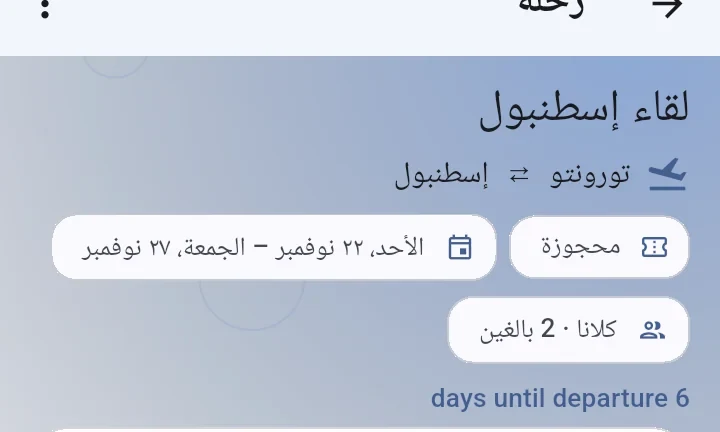 رحلة
لقاء إسطنبول
تورونتو ⇄ إسطنبول
محجوزة
الأحد، ٢٢ نوفمبر – الجمعة، ٢٧ نوفمبر
كلانا · 2 بالغين
days until departure 6